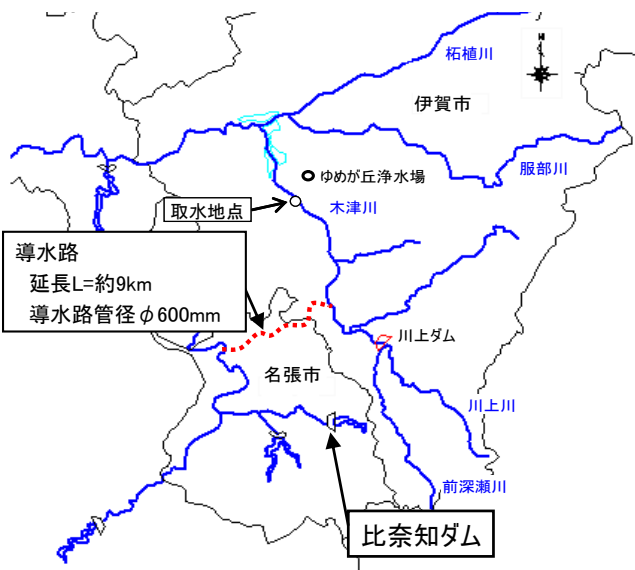 柘植川
N
伊賀市
服部川
ゆめが丘浄水場
取水地点
木津川
導水路
延長L=約9km
導水路管径φ600mm
川上ダム
名張市
川上川
前深瀬川
比奈知ダム